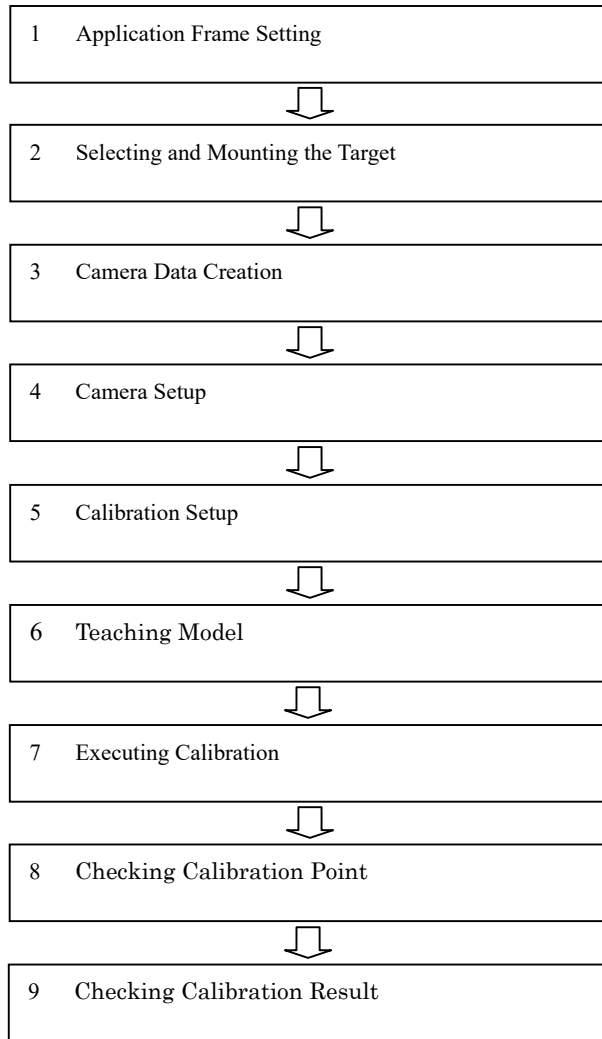 1 Application Frame Setting
2 Selecting and Mounting the Target
3 Camera Data Creation
4 Camera Setup
5 Calibration Setup
6 Teaching Model
7 Executing Calibration
8 Checking Calibration Point
9 Checking Calibration Result